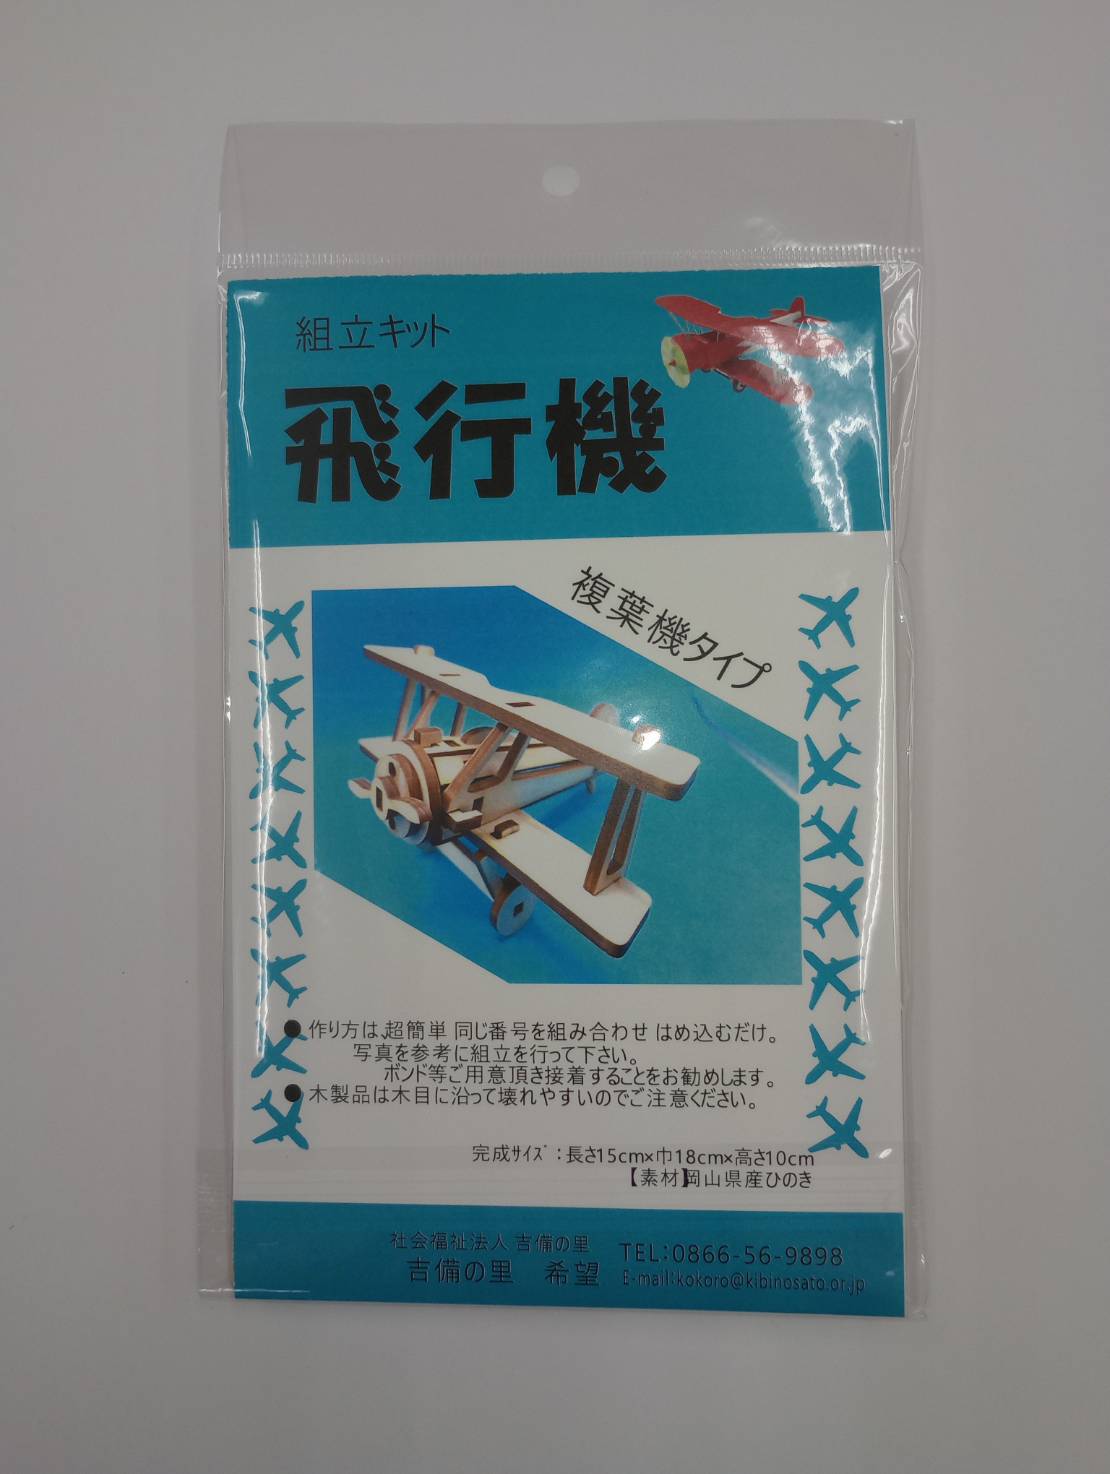 組立キット
飛行機
複葉機タイプ
●作り方は、超簡単 同じ番号を組み合わせ はめ込むだけ。
写真を参考に組立を行って下さい。
ボンド等ご用意頂き接着することをお勧めします。
●木製品は木目に沿って壊れやすいのでご注意ください。
完成サイズ:長さ15cm×巾18cm×高さ10cm
【素材】岡山県産ひのき
社会福祉法人 吉備の里
吉備の里 希望
TEL:0866-56-9898
E-mail:kokoro@kibinosato.or.jp